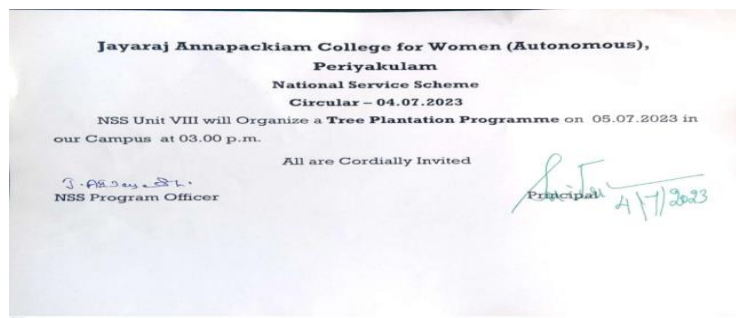 Jayaraj Annapackiam College for Women (Autonomous),
Periyakulam
National Service Scheme
Circular – 04.07.2023
NSS Unit VIII will Organize a Tree Plantation Programme on 05.07.2023 in
our Campus at 03.00 p.m.
All are Cordially Invited
NSS Program Officer
Principal
4/7/2023